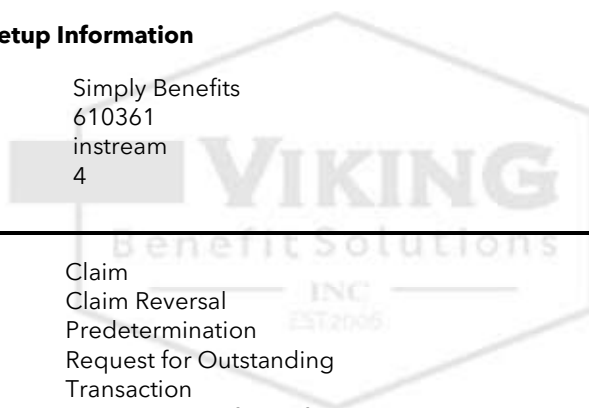 etup Information
Simply Benefits
610361
instream
4
VIKING
Benefit Solutions
INC
EST2005
Claim
Claim Reversal
Predetermination
Request for Outstanding
Transaction